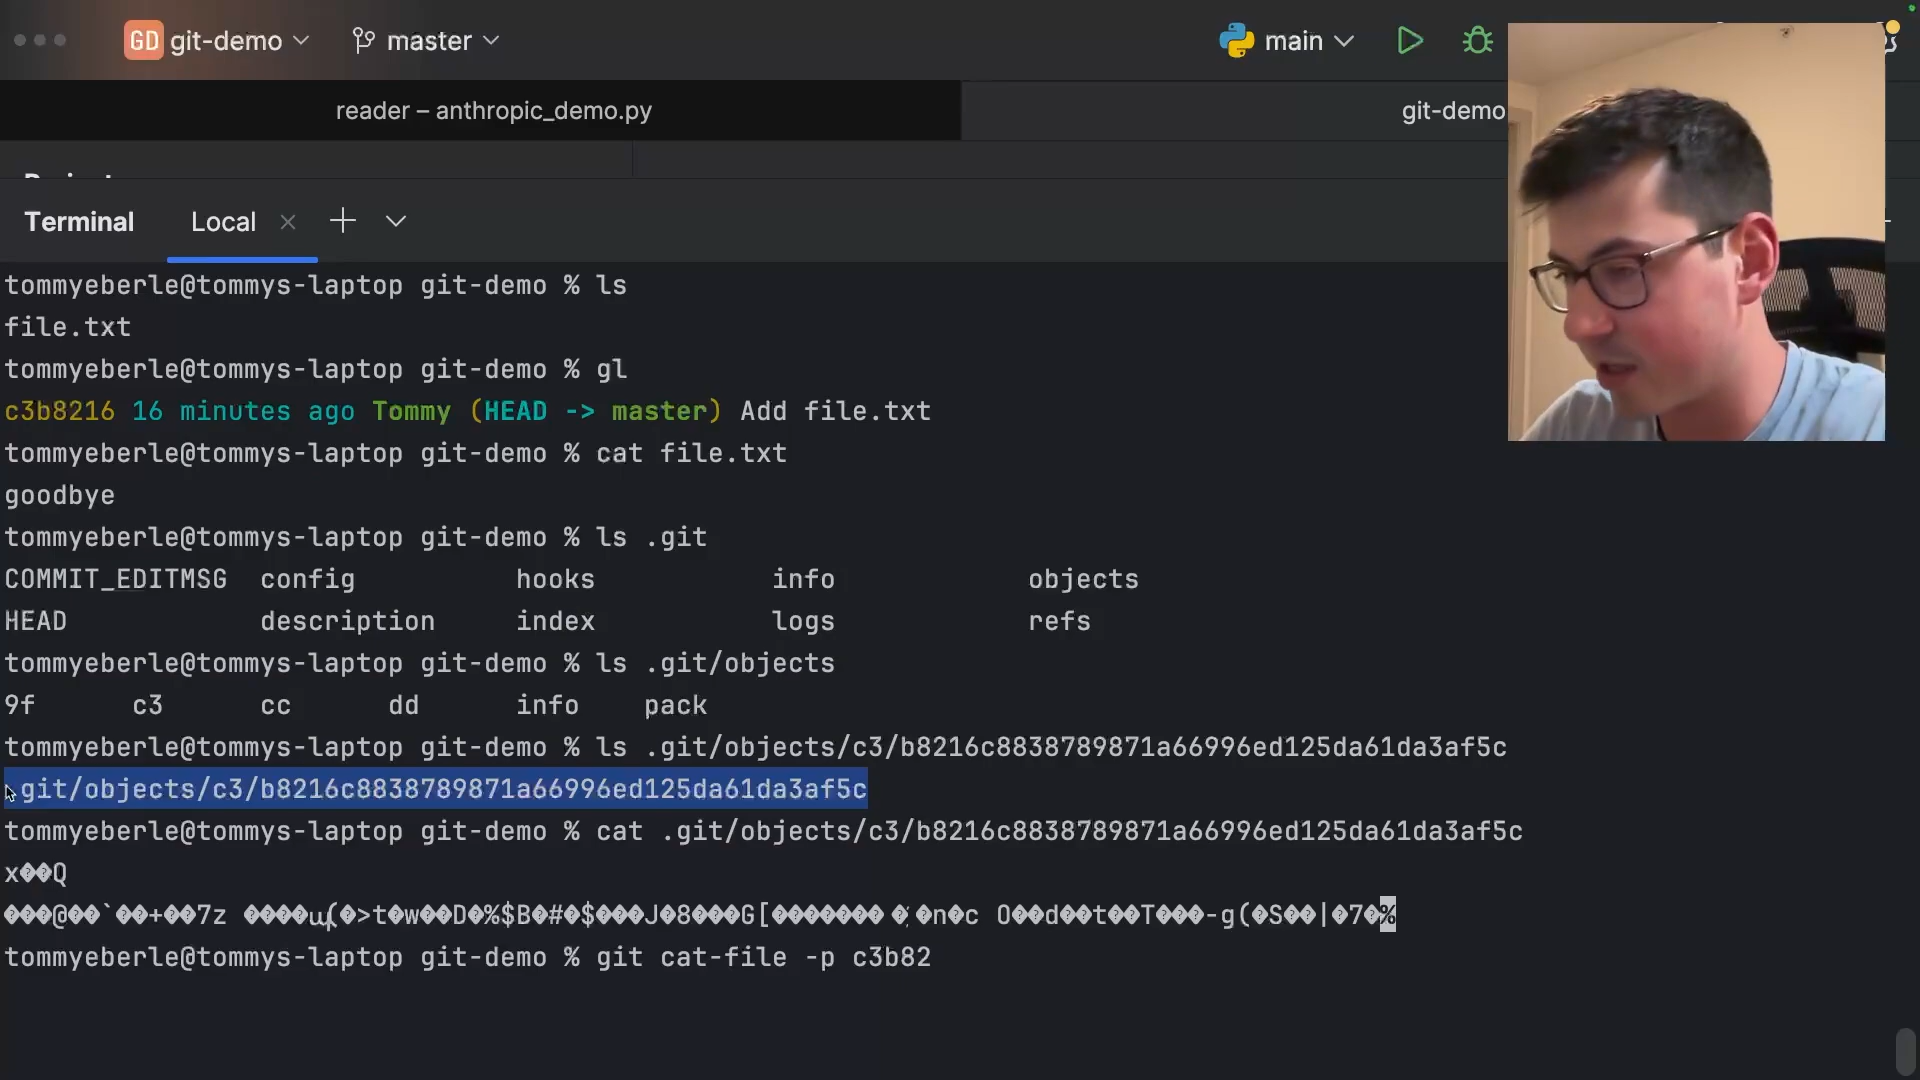 GD git-demo master main
reader – anthropic_demo.py git-demo
Terminal Local
tommyeberle@tommys-laptop git-demo % ls
file.txt
tommyeberle@tommys-laptop git-demo % gl
c3b8216 16 minutes ago Tommy (HEAD -> master) Add file.txt
tommyeberle@tommys-laptop git-demo % cat file.txt
goodbye
tommyeberle@tommys-laptop git-demo % ls .git
COMMIT_EDITMSG config hooks info objects
HEAD description index logs refs
tommyeberle@tommys-laptop git-demo % ls .git/objects
9f c3 cc dd info pack
tommyeberle@tommys-laptop git-demo % ls .git/objects/c3/b8216c8838789871a66996ed125da61da3af5c
.git/objects/c3/b8216c8838789871a66996ed125da61da3af5c
tommyeberle@tommys-laptop git-demo % cat .git/objects/c3/b8216c8838789871a66996ed125da61da3af5c
x��Q
tommyeberle@tommys-laptop git-demo % git cat-file -p c3b82